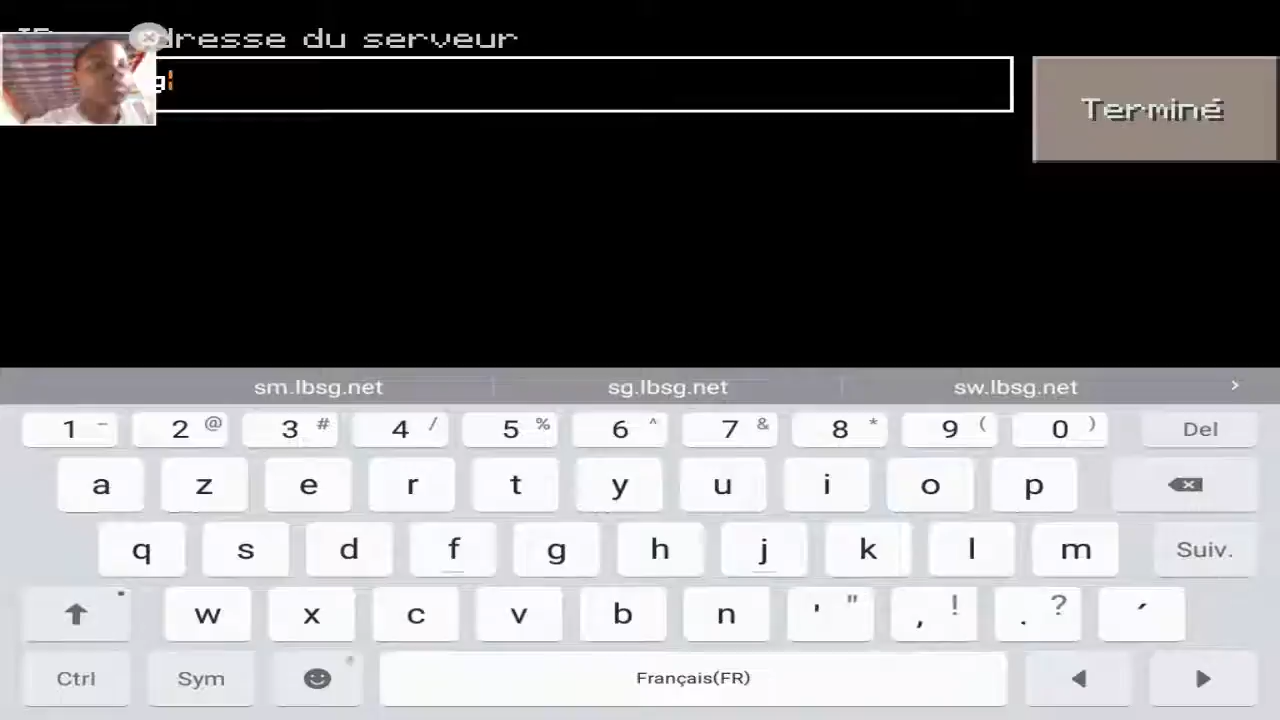 dresse du serveur
g
Terminé
sm.lbsg.net sg.lbsg.net sw.lbsg.net
1 - 2 @ 3 # 4 / 5 % 6 ^ 7 & 8 * 9 ( 0 ) Del
a z e r t y u i o p
q s d f g h j k l m Suiv.
w x c v b n ' " , ! . ? ´
Ctrl Sym Français(FR)